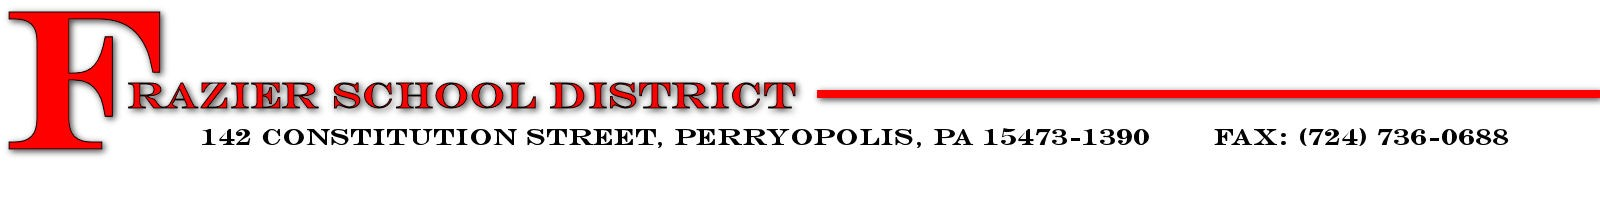 FRAZIER SCHOOL DISTRICT
142 CONSTITUTION STREET, PERRYOPOLIS, PA 15473-1390 FAX: (724) 736-0688